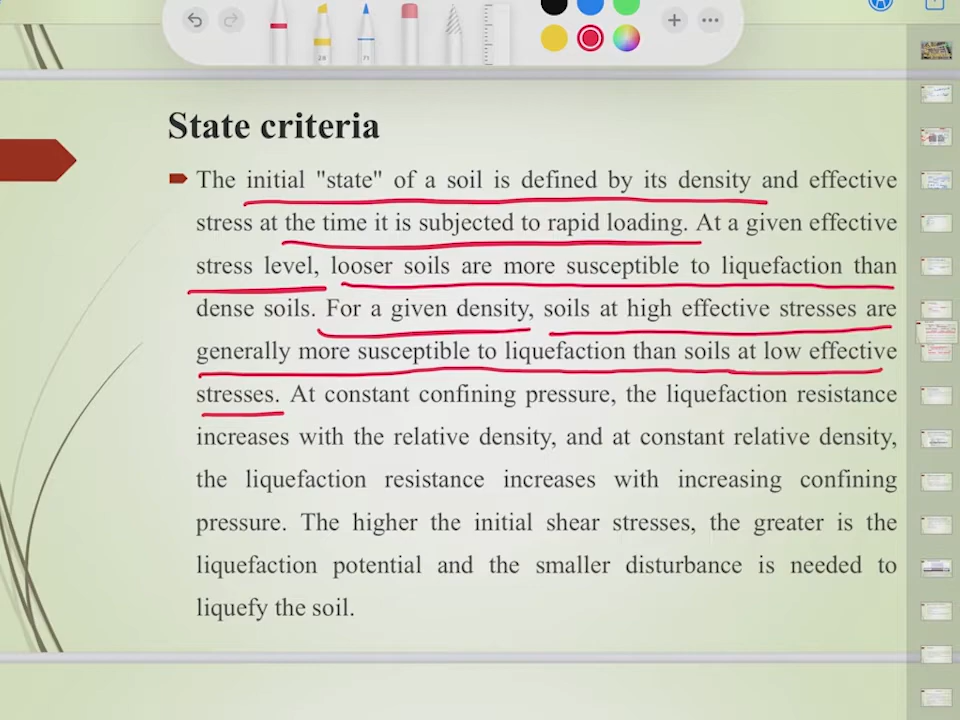 State criteria
The initial "state" of a soil is defined by its density and effective
stress at the time it is subjected to rapid loading. At a given effective
stress level, looser soils are more susceptible to liquefaction than
dense soils. For a given density, soils at high effective stresses are
generally more susceptible to liquefaction than soils at low effective
stresses. At constant confining pressure, the liquefaction resistance
increases with the relative density, and at constant relative density,
the liquefaction resistance increases with increasing confining
pressure. The higher the initial shear stresses, the greater is the
liquefaction potential and the smaller disturbance is needed to
liquefy the soil.